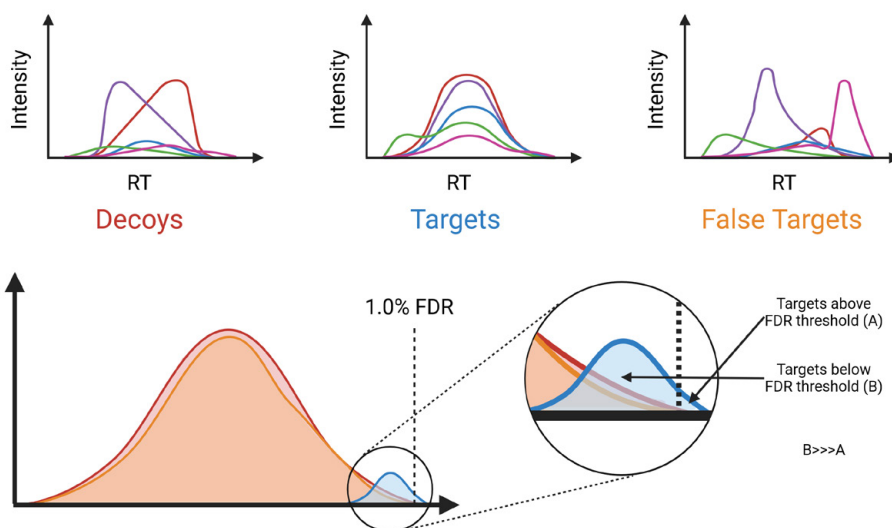 Intensity
RT
Decoys
Intensity
RT
Targets
Intensity
RT
False Targets
1.0% FDR
Targets above
FDR threshold (A)
Targets below
FDR threshold (B)
B>>>A